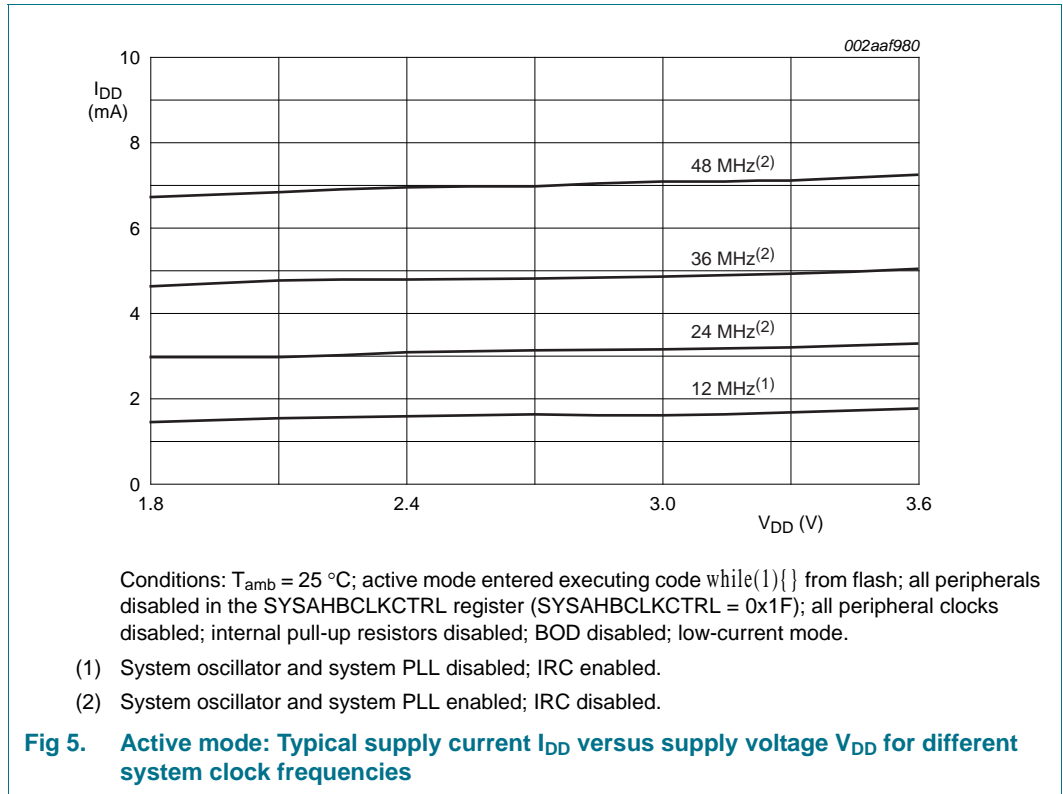 002aaf980
10
I_DD
(mA)
8
48 MHz(2)
6
36 MHz(2)
4
24 MHz(2)
2
12 MHz(1)
0
1.8
2.4
3.0
3.6
V_DD (V)
Conditions: T_amb = 25 °C; active mode entered executing code while(1){} from flash; all peripherals
disabled in the SYSAHBCLKCTRL register (SYSAHBCLKCTRL = 0x1F); all peripheral clocks
disabled; internal pull-up resistors disabled; BOD disabled; low-current mode.
(1) System oscillator and system PLL disabled; IRC enabled.
(2) System oscillator and system PLL enabled; IRC disabled.
Fig 5. Active mode: Typical supply current I_DD versus supply voltage V_DD for different
system clock frequencies